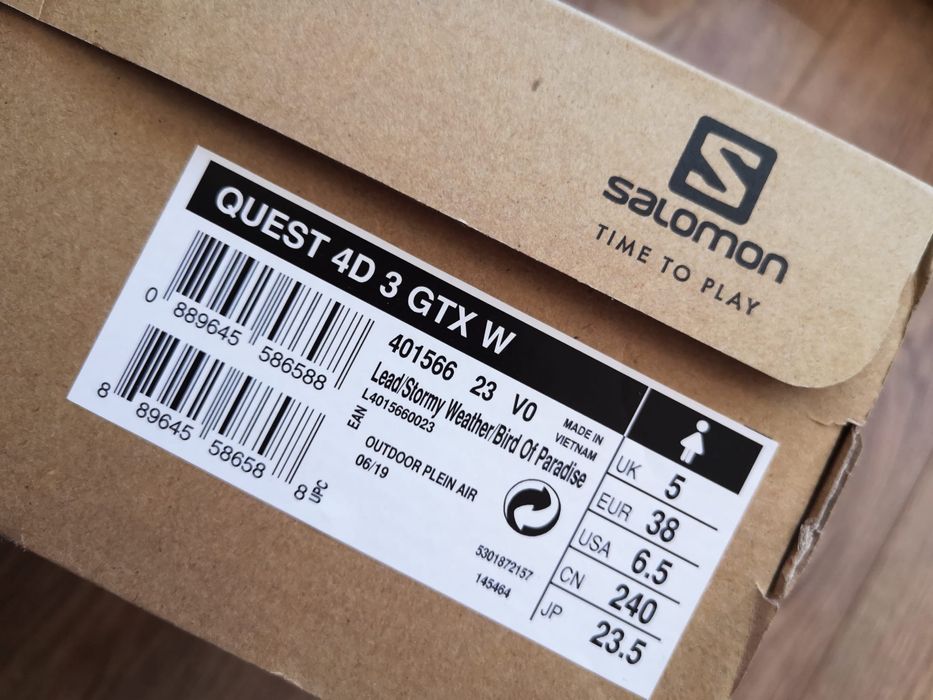 SALOMON
TIME TO PLAY
QUEST 4D 3 GTX W
0 889645 586588
EAN
8 89645 58658 8
UPC
401566 23 V0
Lead/Stormy Weather/Bird Of Paradise
L4015660023
MADE IN
VIETNAM
OUTDOOR PLEIN AIR
06/19
5301872157
145464
UK 5
EUR 38
USA 6.5
CN 240
JP 23.5